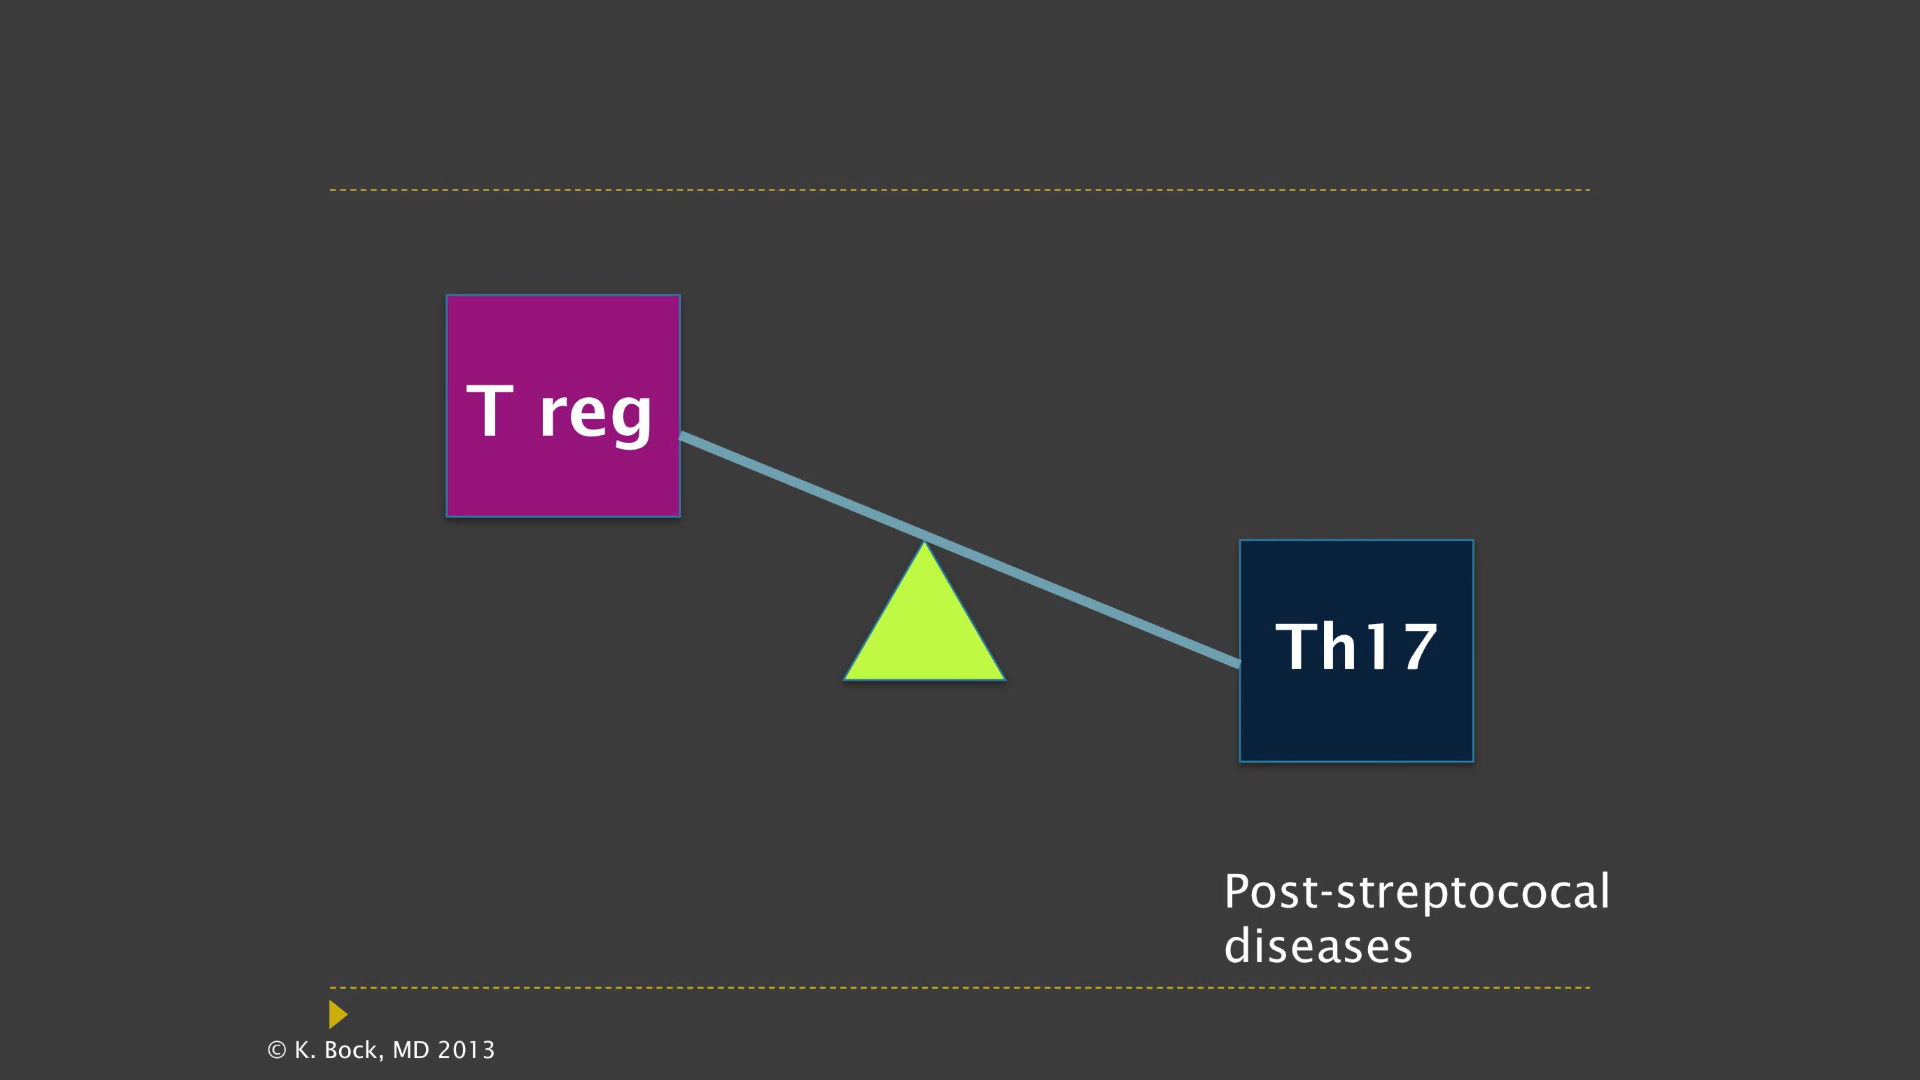 T reg
Th17
Post-streptococal
diseases
© K. Bock, MD 2013